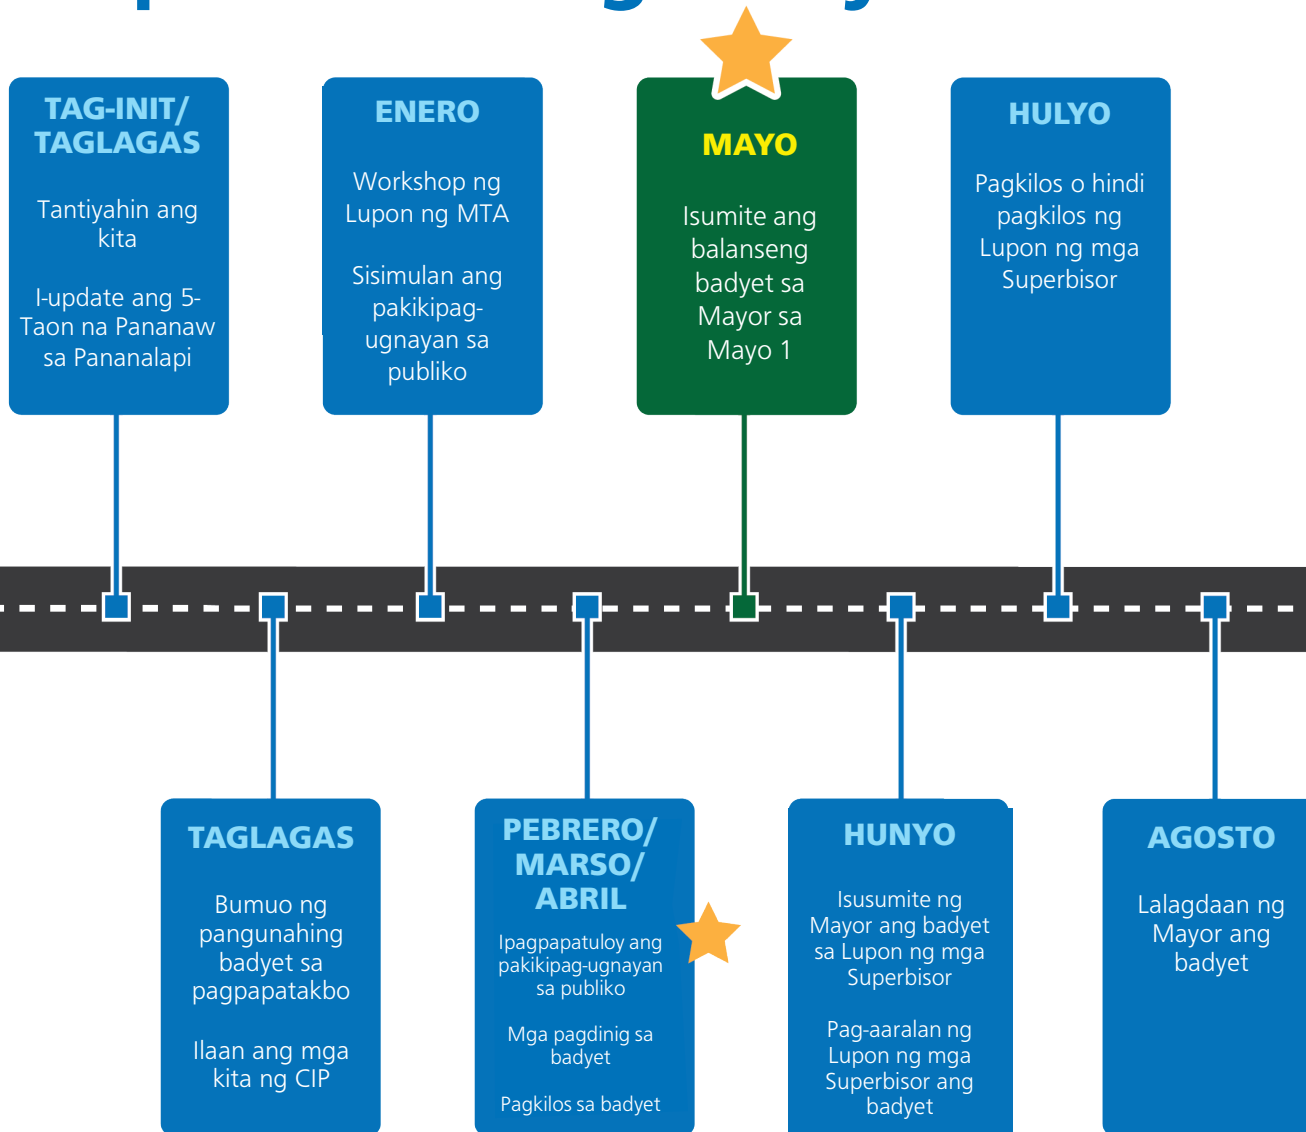 TAG-INIT/
TAGLAGAS
Tantiyahin ang
kita
I-update ang 5-
Taon na Pananaw
sa Pananalapi
ENERO
Workshop ng
Lupon ng MTA
Sisimulan ang
pakikipag-
ugnayan sa
publiko
MAYO
Isumite ang
balanseng
badyet sa
Mayor sa
Mayo 1
HULYO
Pagkilos o hindi
pagkilos ng
Lupon ng mga
Superbisor
TAGLAGAS
Bumuo ng
pangunahing
badyet sa
pagpapatakbo
Ilaan ang mga
kita ng CIP
PEBRERO/
MARSO/
ABRIL
Ipagpapatuloy ang
pakikipag-ugnayan
sa publiko
Mga pagdinig sa
badyet
Pagkilos sa badyet
HUNYO
Isusumite ng
Mayor ang badyet
sa Lupon ng mga
Superbisor
Pag-aaralan ng
Lupon ng mga
Superbisor ang
badyet
AGOSTO
Lalagdaan ng
Mayor ang
badyet